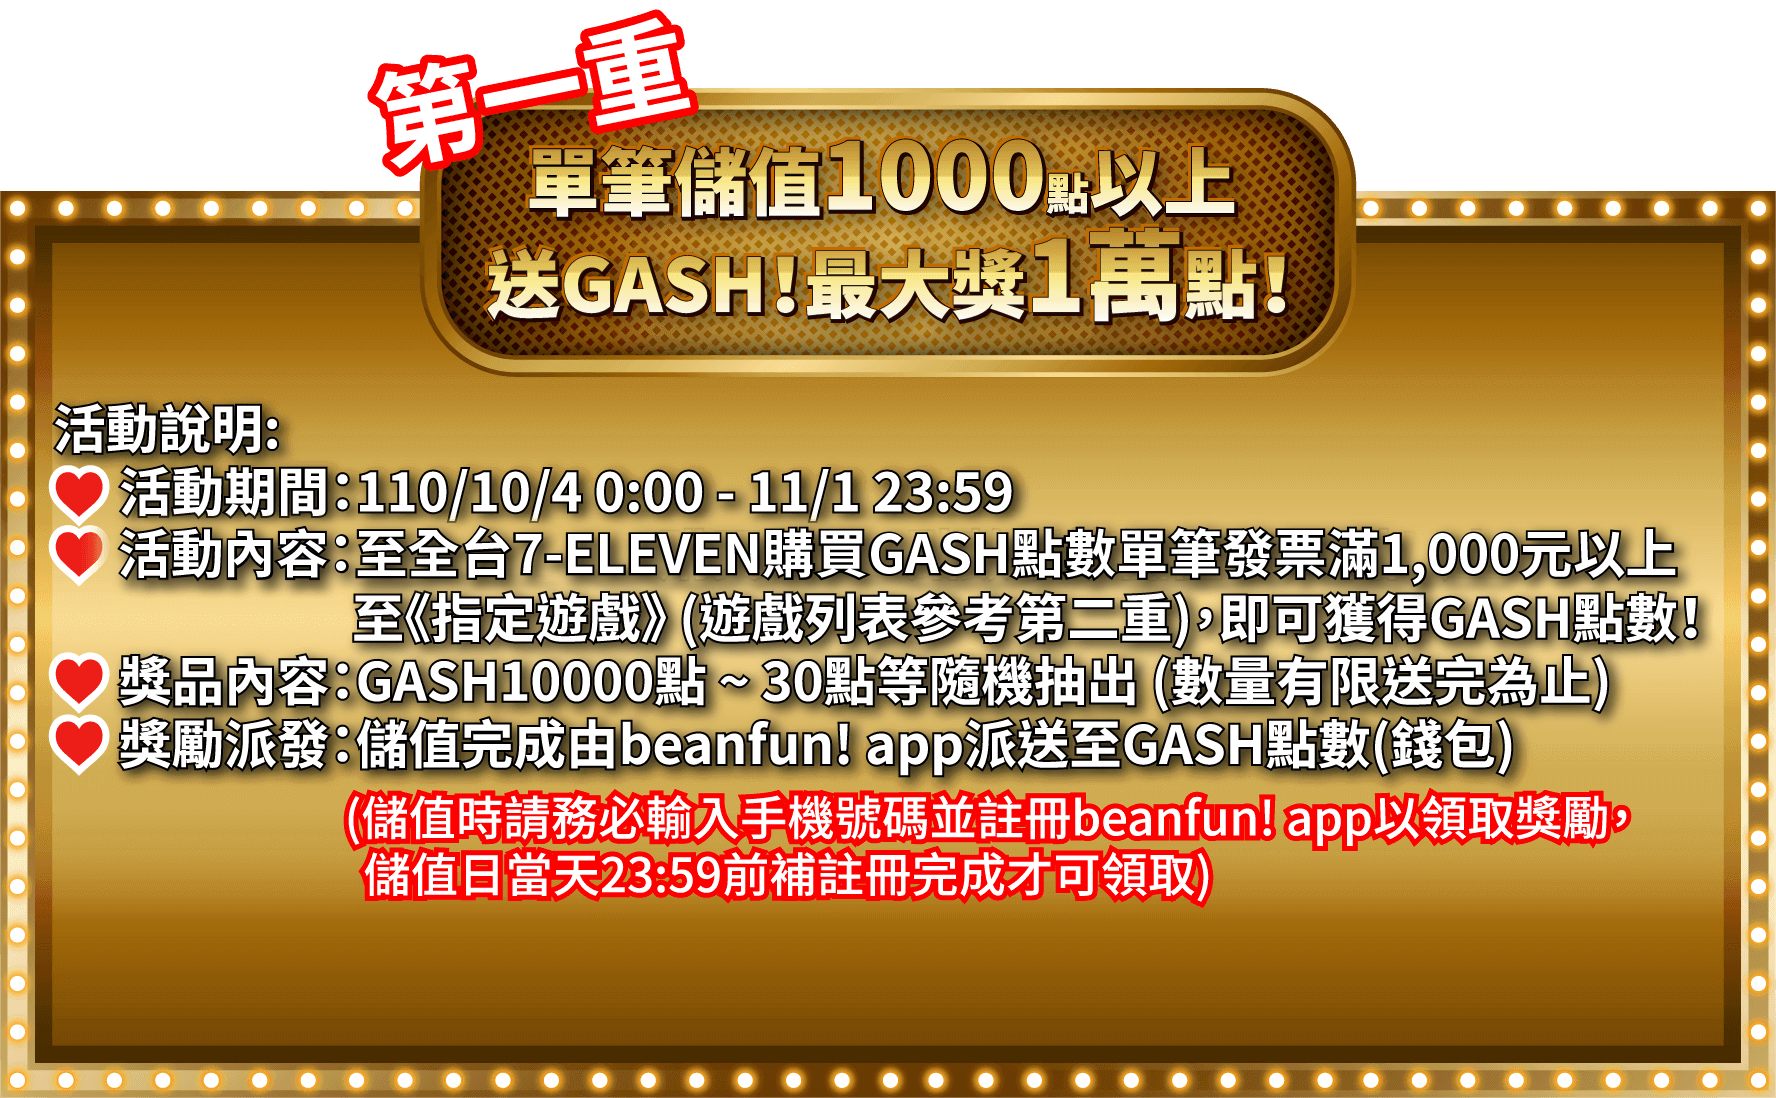 第一重
單筆儲值1000點以上
送GASH!最大獎1萬點!
活動說明:
活動期間:110/10/4 0:00 - 11/1 23:59
活動內容:至全台7-ELEVEN購買GASH點數單筆發票滿1,000元以上
至《指定遊戲》(遊戲列表參考第二重),即可獲得GASH點數!
獎品內容:GASH10000點 ~ 30點等隨機抽出 (數量有限送完為止)
獎勵派發:儲值完成由beanfun! app派送至GASH點數(錢包)
(儲值時請務必輸入手機號碼並註冊beanfun! app以領取獎勵,
儲值日當天23:59前補註冊完成才可領取)